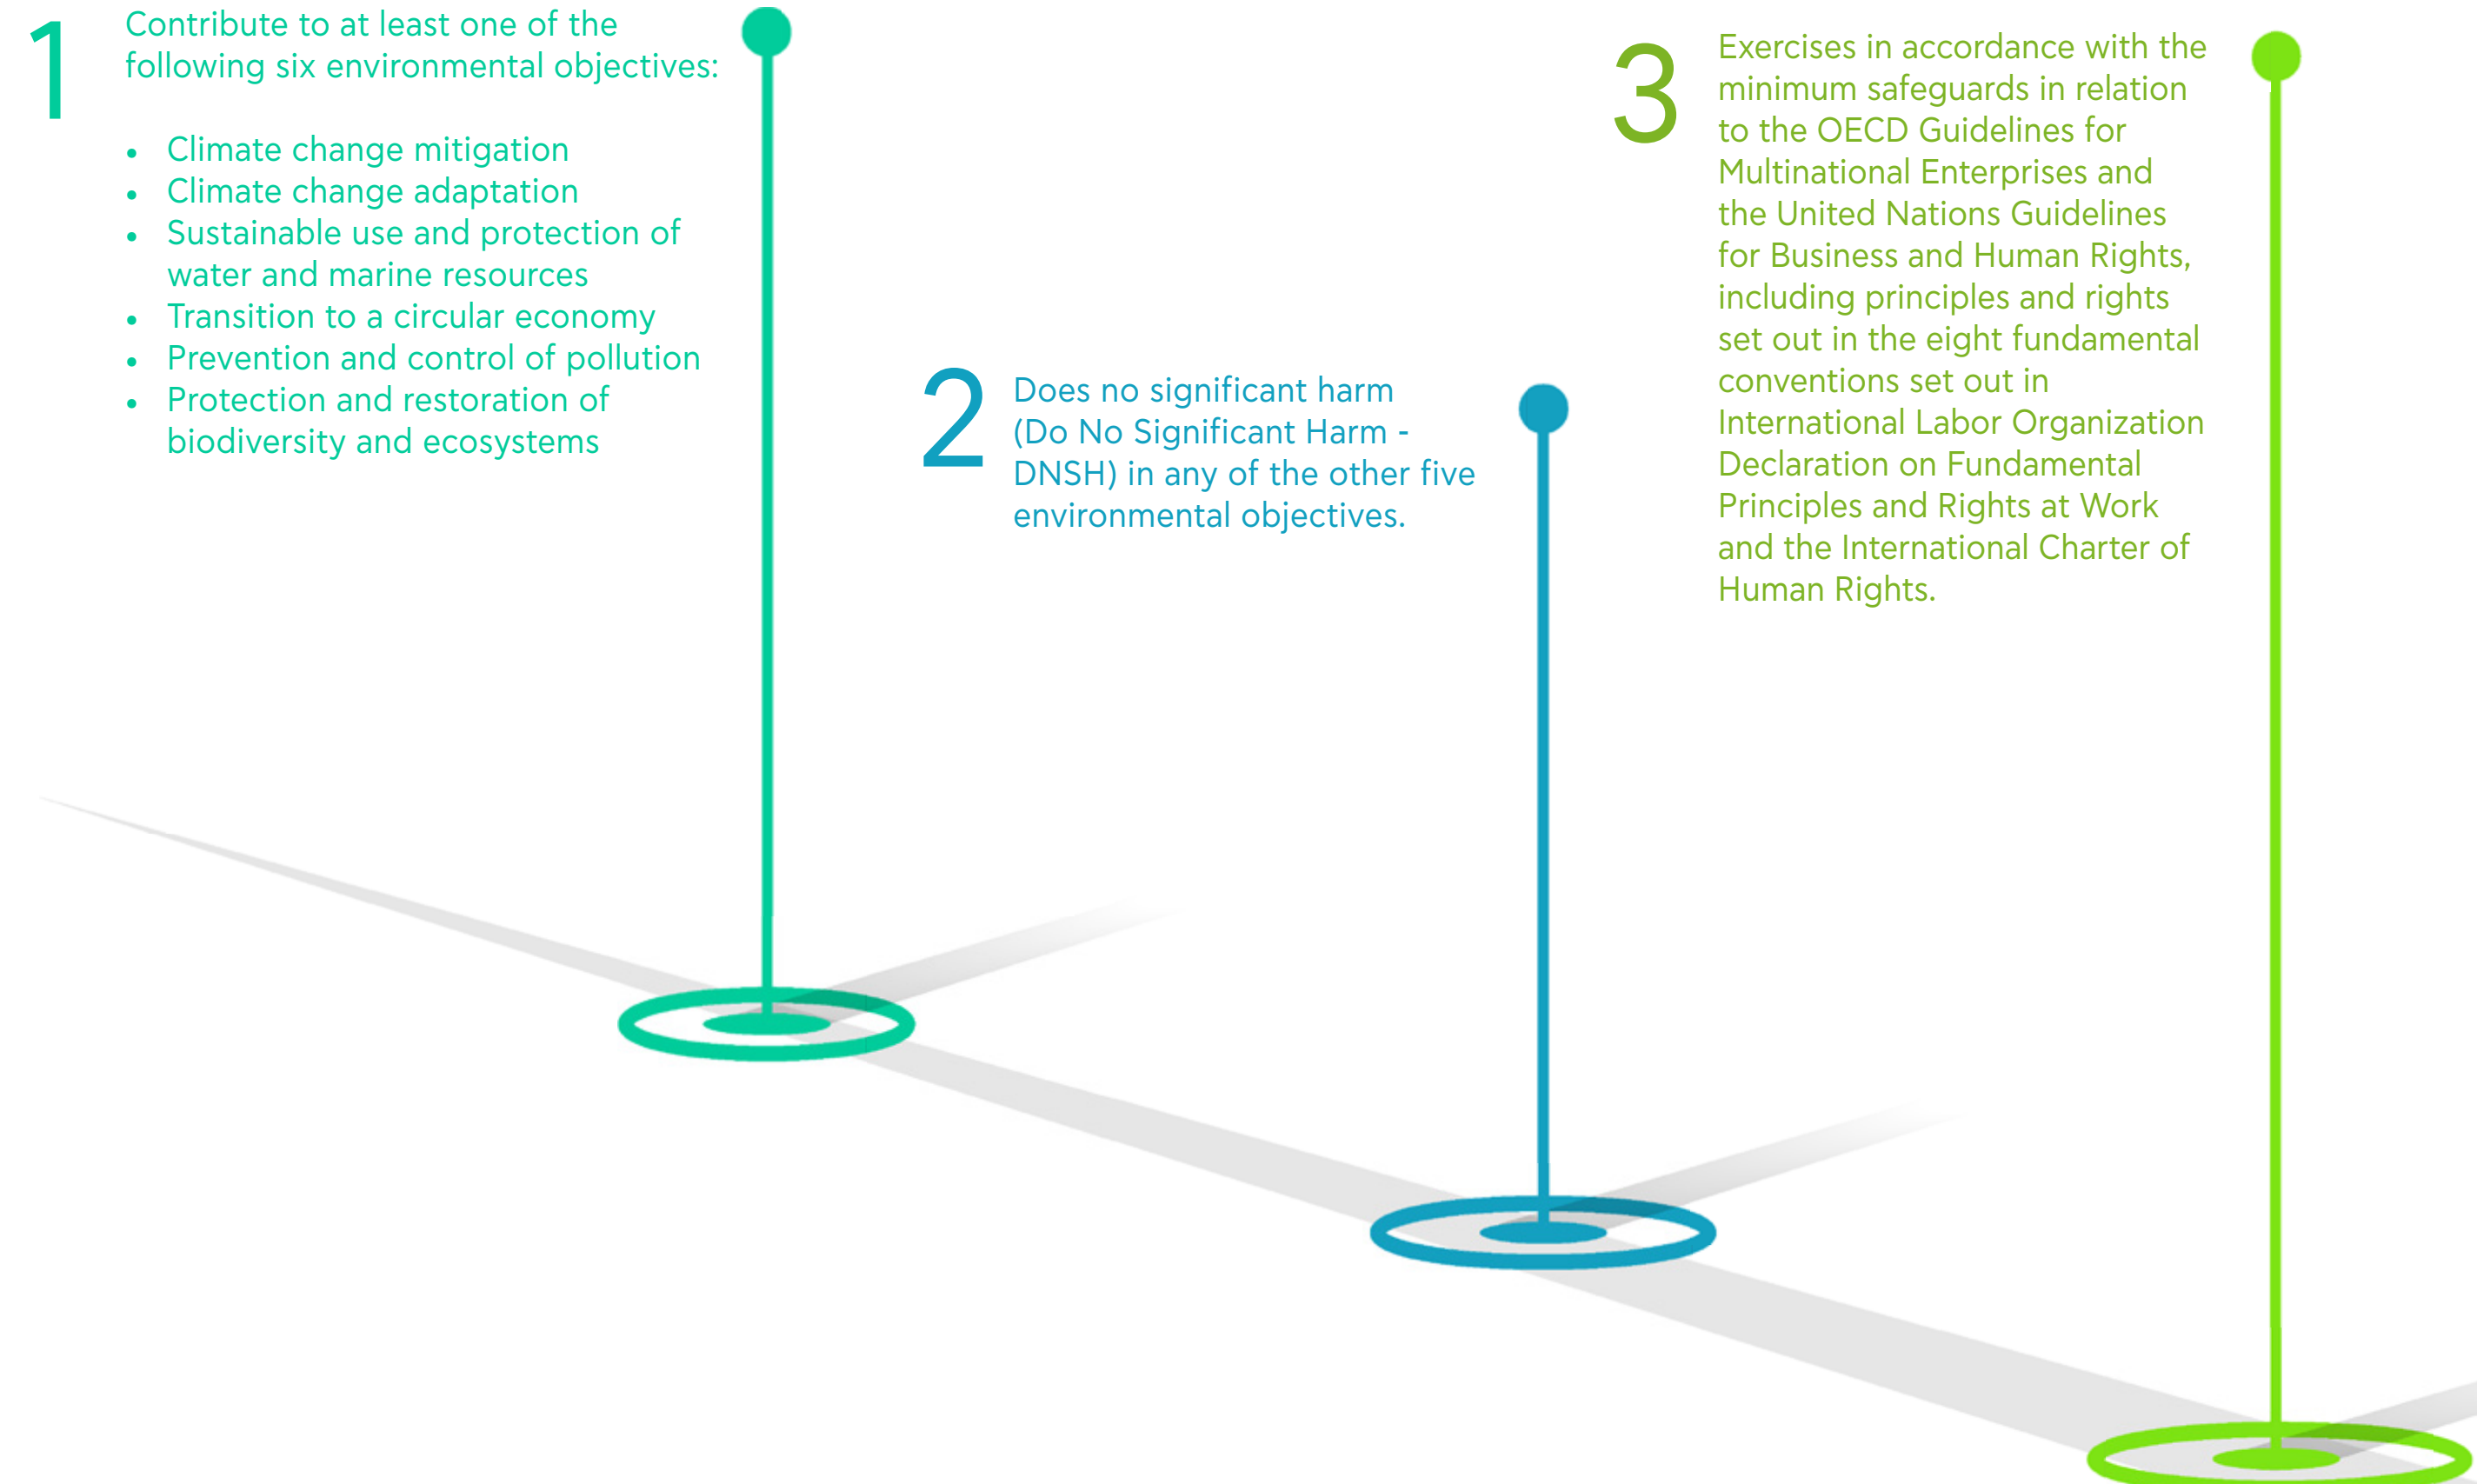 1
Contribute to at least one of the
following six environmental objectives:
• Climate change mitigation
• Climate change adaptation
• Sustainable use and protection of
water and marine resources
• Transition to a circular economy
• Prevention and control of pollution
• Protection and restoration of
biodiversity and ecosystems
2
Does no significant harm
(Do No Significant Harm -
DNSH) in any of the other five
environmental objectives.
3
Exercises in accordance with the
minimum safeguards in relation
to the OECD Guidelines for
Multinational Enterprises and
the United Nations Guidelines
for Business and Human Rights,
including principles and rights
set out in the eight fundamental
conventions set out in
International Labor Organization
Declaration on Fundamental
Principles and Rights at Work
and the International Charter of
Human Rights.